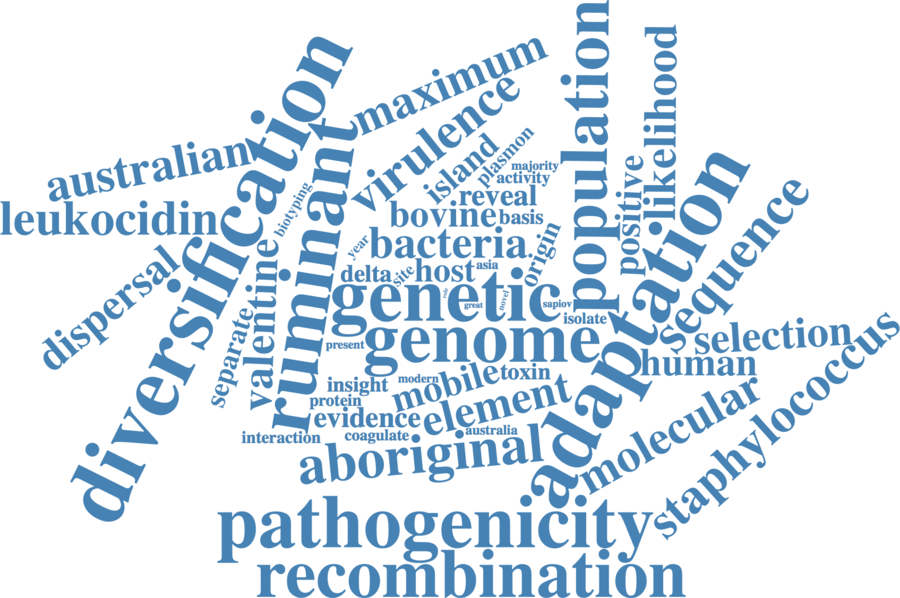 population
likelihood
diversification
maximum
virulence
ruminant
australian
island
plasmon
majority
activity
positive
adaptation
sequence
biotyping
reveal
leukocidin
bovine
basis
origin
bacteria.
year
valentine
dispersal
separate
delta
site
host
asia
genetic
role
great
novel
sapiov
isolate
genome
present
selection
human
insight
modern
mobile
toxin
protein
evidence
element
molecular
staphylococcus
interaction
coagulate
australia
aboriginal
pathogenicity
recombination